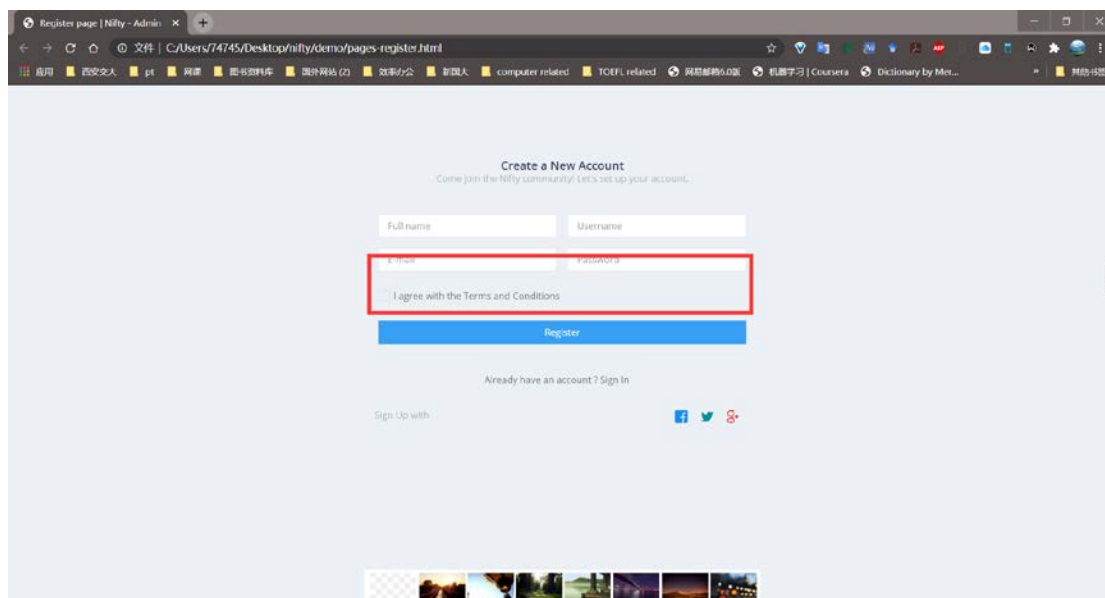 Register page | Nifty - Admin
文件 | C:/Users/74745/Desktop/nifty/demo/pages-register.html
应用 西安交大 pt 网课 图书资料库 国外网站 (2) 效率办公 新国大 computer related TOEFL related 网易邮箱6.0版 机器学习 | Coursera Dictionary by Mer... » 其他书签
Create a New Account
Come join the Nifty community! Let's set up your account.
Full name Username
E-mail Password
I agree with the Terms and Conditions
Register
Already have an account ? Sign In
Sign Up with